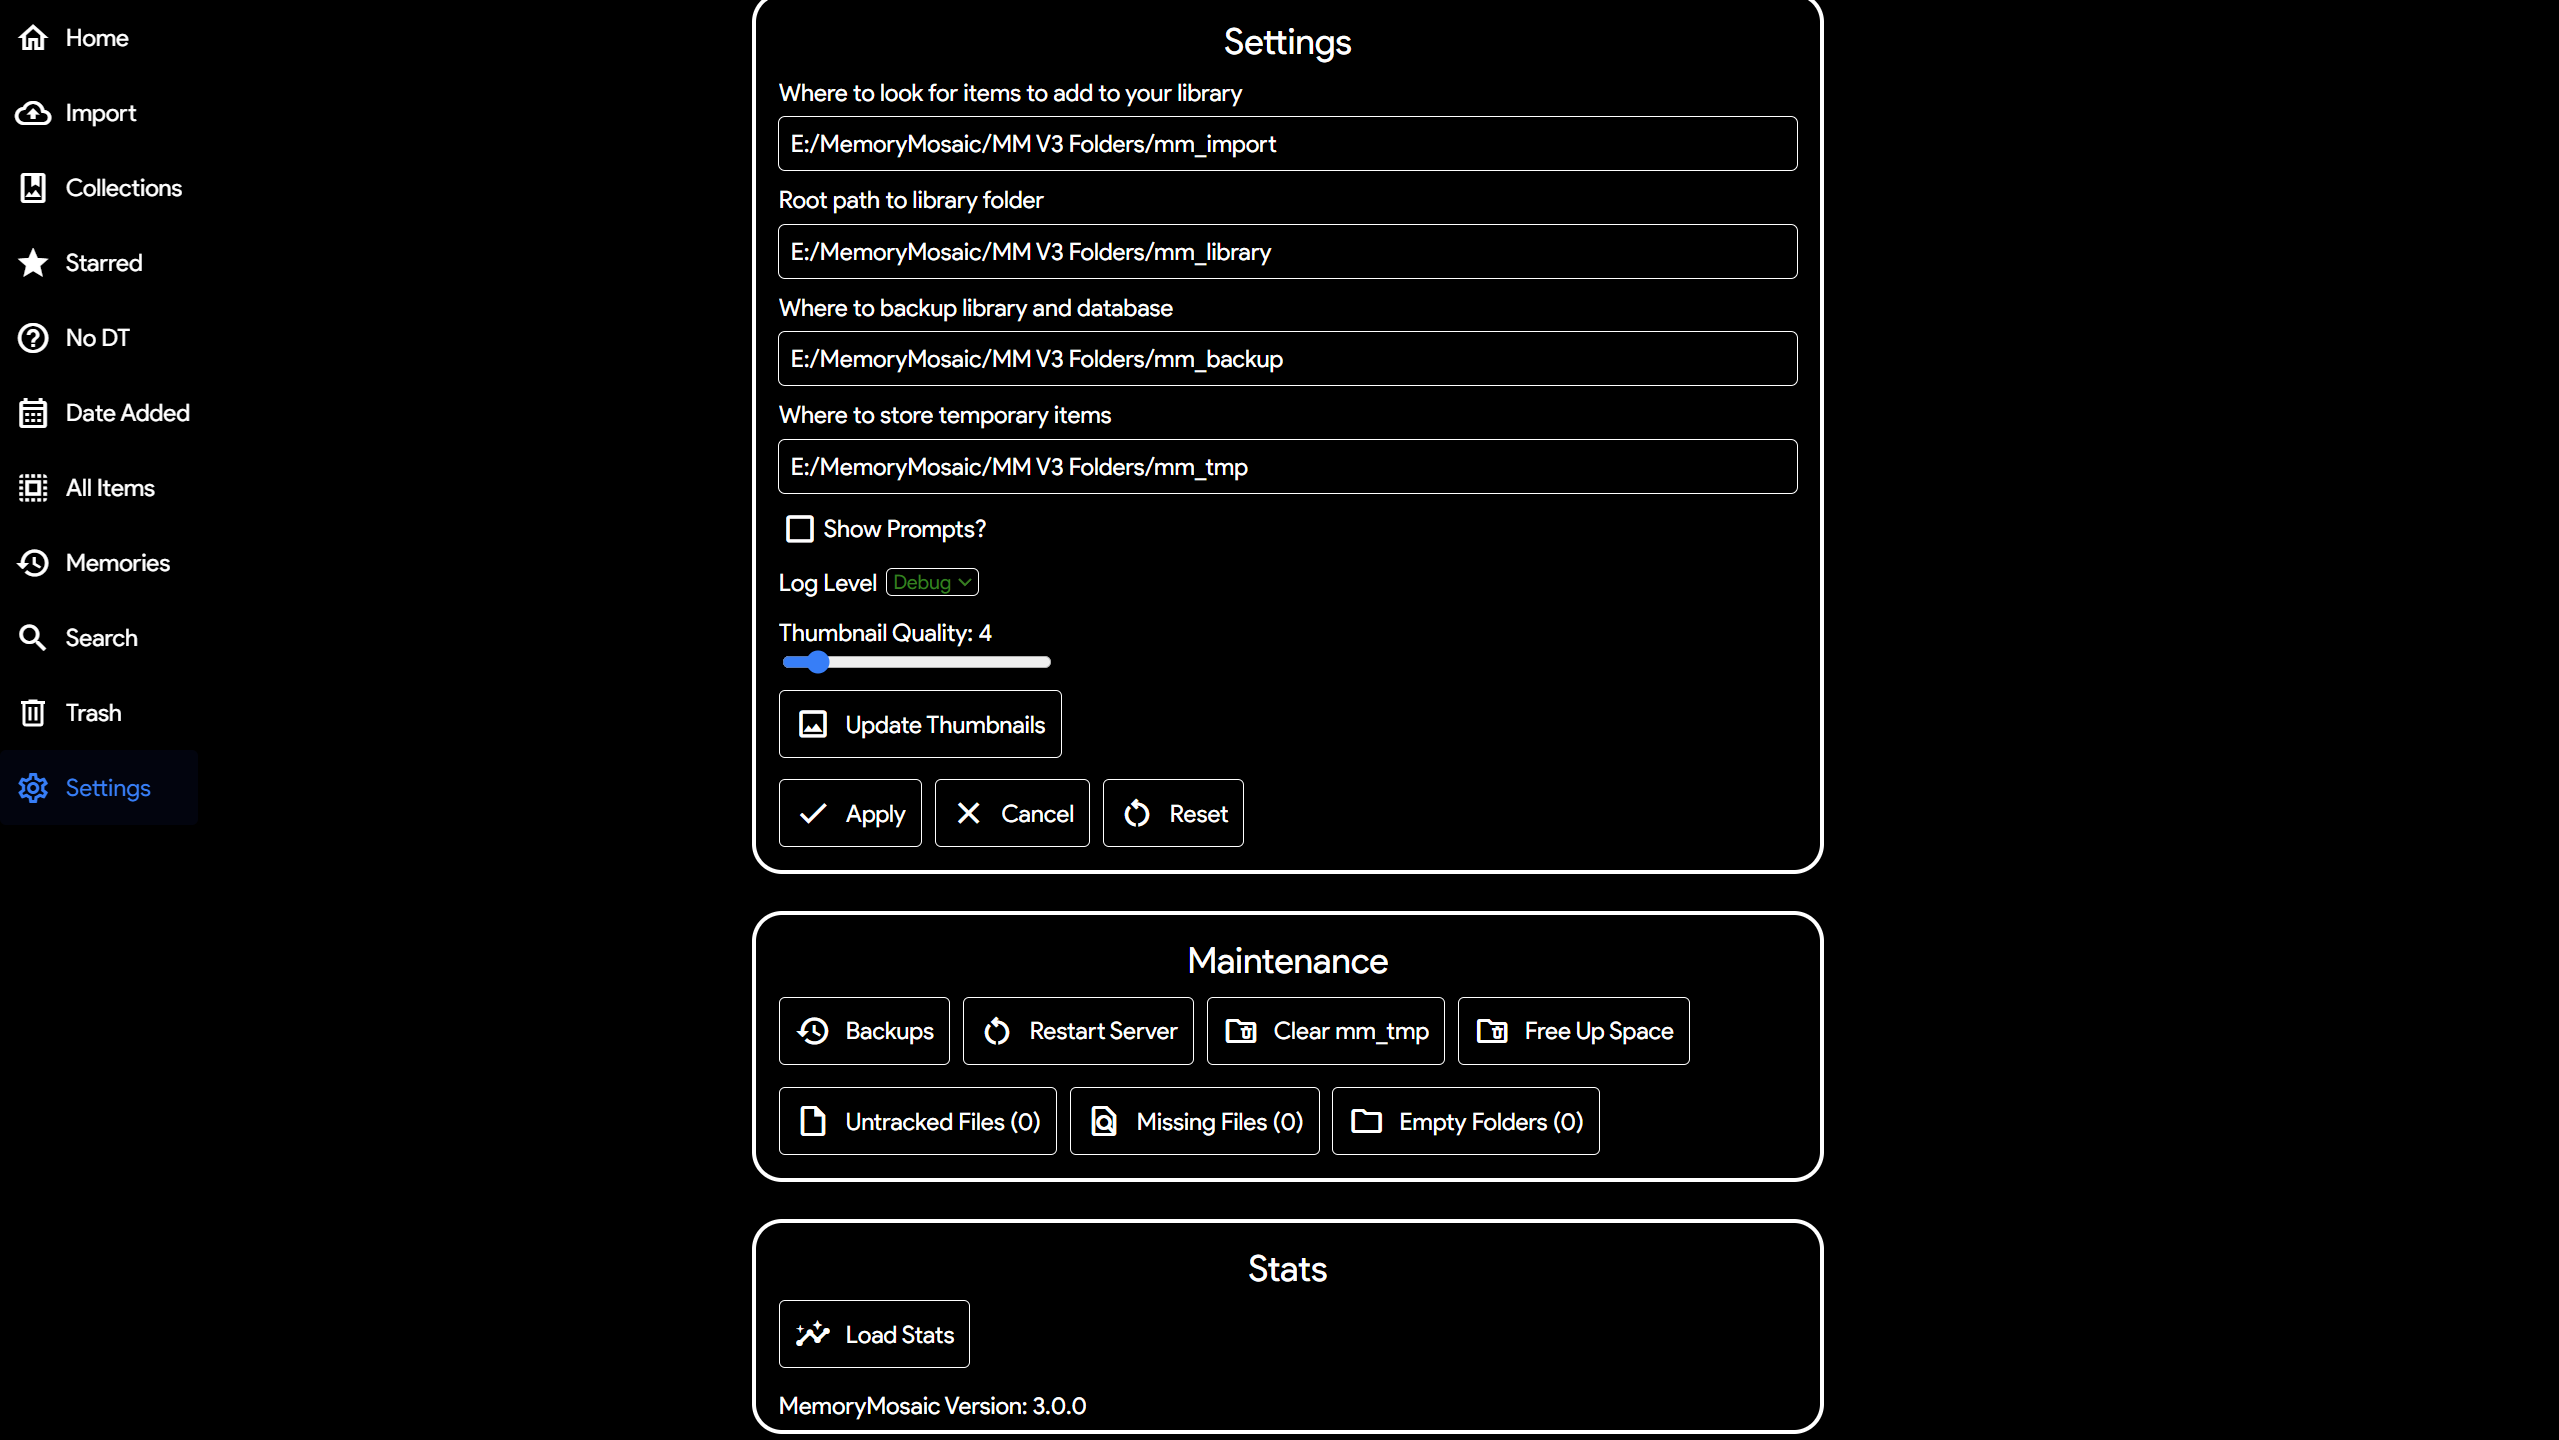 Home
Import
Collections
Starred
No DT
Date Added
All Items
Memories
Search
Trash
Settings
Settings
Where to look for items to add to your library
E:/MemoryMosaic/MM V3 Folders/mm_import
Root path to library folder
E:/MemoryMosaic/MM V3 Folders/mm_library
Where to backup library and database
E:/MemoryMosaic/MM V3 Folders/mm_backup
Where to store temporary items
E:/MemoryMosaic/MM V3 Folders/mm_tmp
Show Prompts?
Log Level Debug
Thumbnail Quality: 4
Update Thumbnails
Apply Cancel Reset
Maintenance
Backups Restart Server Clear mm_tmp Free Up Space
Untracked Files (0) Missing Files (0) Empty Folders (0)
Stats
Load Stats
MemoryMosaic Version: 3.0.0